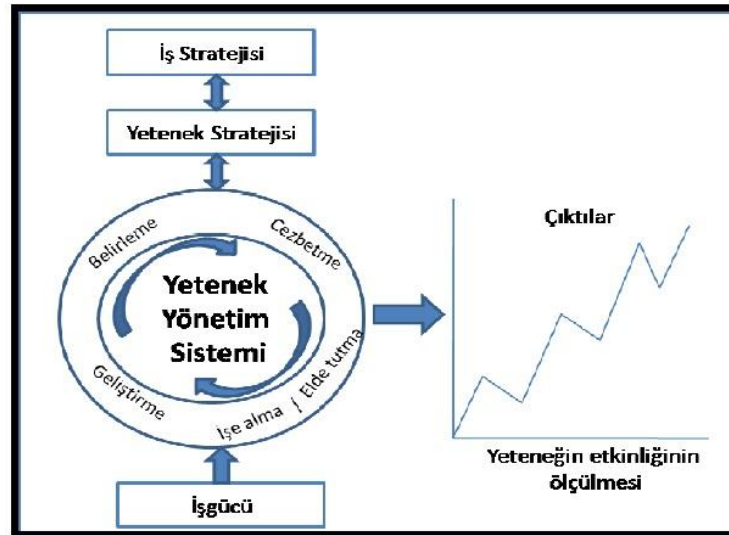 İş Stratejisi
Yetenek Stratejisi
Belirleme
Cezbetme
Yetenek
Yönetim
Sistemi
Geliştirme
İşe alma / Elde tutma
İşgücü
Çıktılar
Yeteneğin etkinliğinin
ölçülmesi